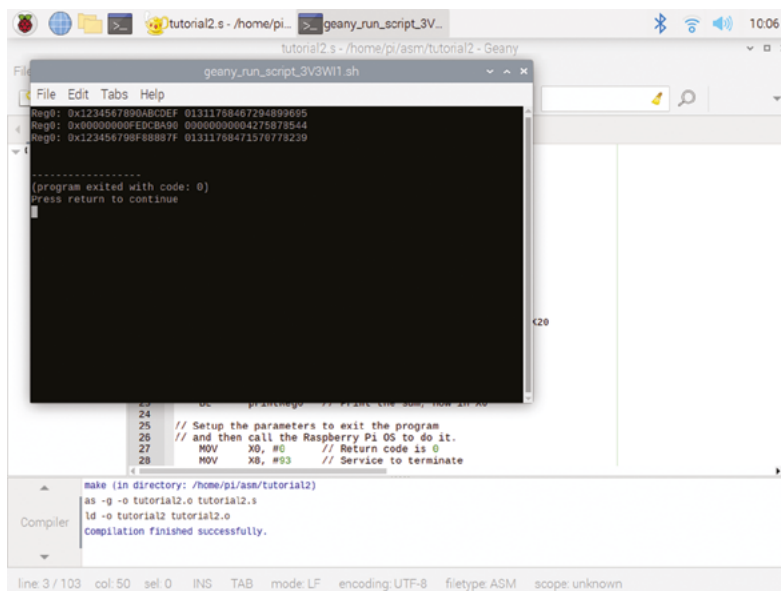 tutorial2.s - /home/pi... geany_run_script_3V... 10:06
tutorial2.s - /home/pi/asm/tutorial2 - Geany
File
geany_run_script_3V3WI1.sh
File Edit Tabs Help
Reg0: 0x1234567890ABCDEF 01311768467294899695
Reg0: 0x00000000FEDCBA90 00000000004275878544
Reg0: 0x123456798F88887F 01311768471570778239
------------------
(program exited with code: 0)
Press return to continue
X20
24
25 // Setup the parameters to exit the program
26 // and then call the Raspberry Pi OS to do it.
27 MOV X0, #0 // Return code is 0
28 MOV X8, #93 // Service to terminate
make (in directory: /home/pi/asm/tutorial2)
as -g -o tutorial2.o tutorial2.s
ld -o tutorial2 tutorial2.o
Compiler
Compilation finished successfully.
line: 3 / 103 col: 50 sel: 0 INS TAB mode: LF encoding: UTF-8 filetype: ASM scope: unknown